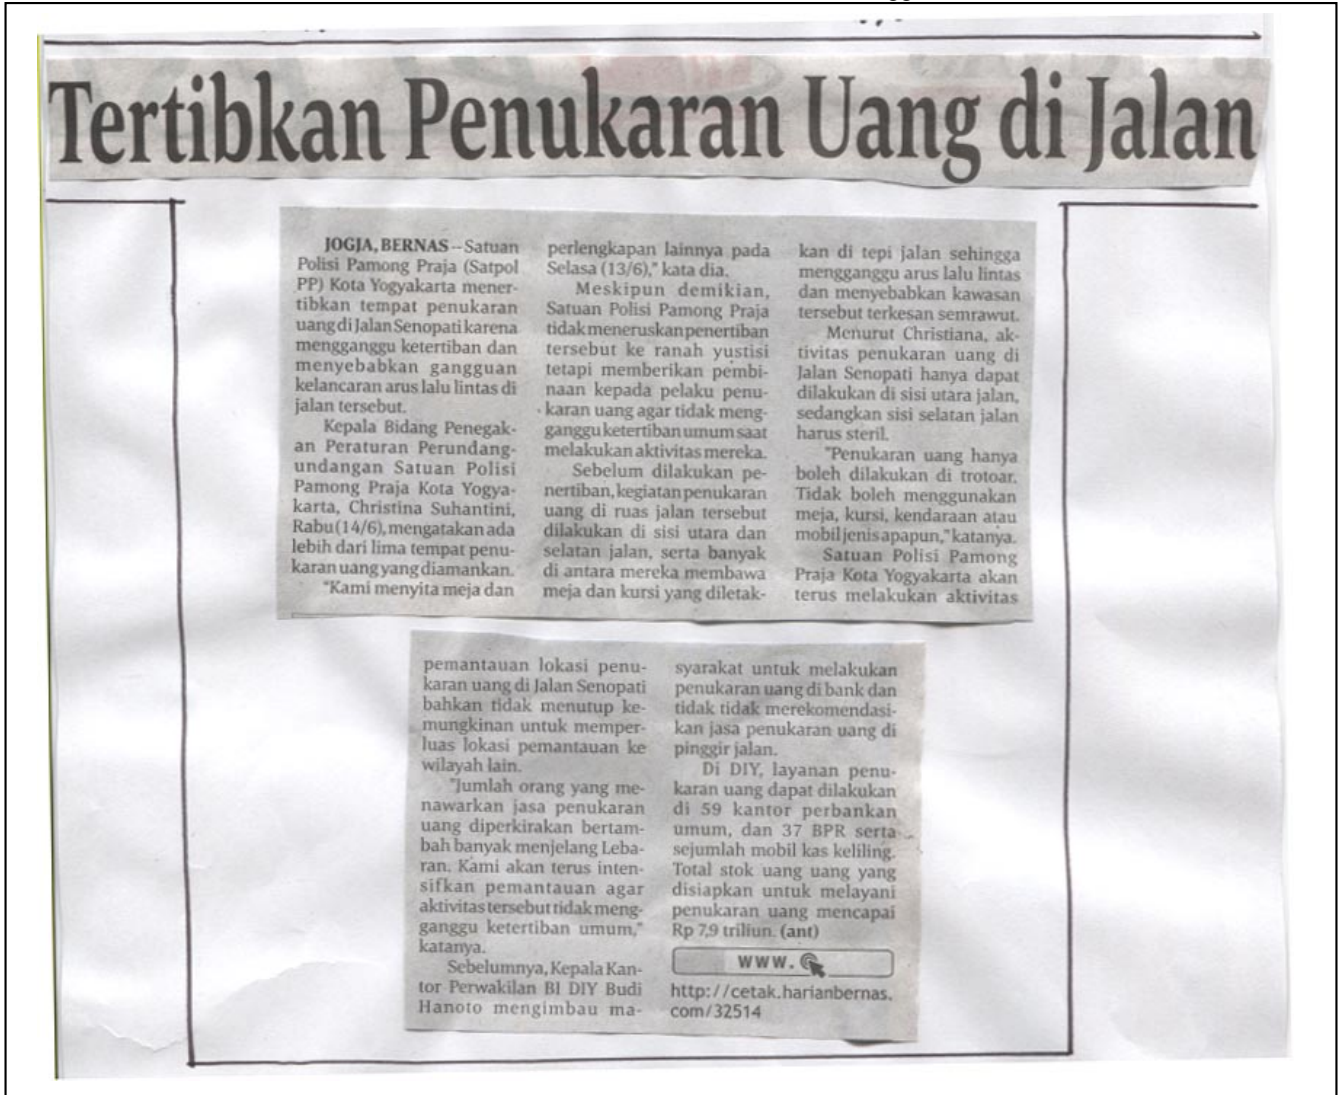 Tertibkan Penukaran Uang di Jalan
JOGJA, BERNAS -- Satuan
Polisi Pamong Praja (Satpol
PP) Kota Yogyakarta mener-
tibkan tempat penukaran
uang di Jalan Senopati karena
mengganggu ketertiban dan
menyebabkan gangguan
kelancaran arus lalu lintas di
jalan tersebut.
Kepala Bidang Penegak-
an Peraturan Perundang-
undangan Satuan Polisi
Pamong Praja Kota Yogya-
karta, Christina Suhantini,
Rabu (14/6), mengatakan ada
lebih dari lima tempat penu-
karan uang yang diamankan.
"Kami menyita meja dan
perlengkapan lainnya pada
Selasa (13/6)," kata dia.
Meskipun demikian,
Satuan Polisi Pamong Praja
tidak meneruskan penertiban
tersebut ke ranah yustisi
tetapi memberikan pembi-
naan kepada pelaku penu-
karan uang agar tidak meng-
ganggu ketertiban umum saat
melakukan aktivitas mereka.
Sebelum dilakukan pe-
nertiban, kegiatan penukaran
uang di ruas jalan tersebut
dilakukan di sisi utara dan
selatan jalan, serta banyak
di antara mereka membawa
meja dan kursi yang diletak-
kan di tepi jalan sehingga
mengganggu arus lalu lintas
dan menyebabkan kawasan
tersebut terkesan semrawut.
Menurut Christiana, ak-
tivitas penukaran uang di
Jalan Senopati hanya dapat
dilakukan di sisi utara jalan,
sedangkan sisi selatan jalan
harus steril.
"Penukaran uang hanya
boleh dilakukan di trotoar.
Tidak boleh menggunakan
meja, kursi, kendaraan atau
mobil jenis apapun," katanya.
Satuan Polisi Pamong
Praja Kota Yogyakarta akan
terus melakukan aktivitas
pemantauan lokasi penu-
karan uang di Jalan Senopati
bahkan tidak menutup ke-
mungkinan untuk memper-
luas lokasi pemantauan ke
wilayah lain.
"Jumlah orang yang me-
nawarkan jasa penukaran
uang diperkirakan bertam-
bah banyak menjelang Leba-
ran. Kami akan terus inten-
sifkan pemantauan agar
aktivitas tersebut tidak meng-
ganggu ketertiban umum,"
katanya.
Sebelumnya, Kepala Kan-
tor Perwakilan BI DIY Budi
Hanoto mengimbau ma-
syarakat untuk melakukan
penukaran uang di bank dan
tidak tidak merekomendasi-
kan jasa penukaran uang di
pinggir jalan.
Di DIY, layanan penu-
karan uang dapat dilakukan
di 59 kantor perbankan
umum, dan 37 BPR serta
sejumlah mobil kas keliling.
Total stok uang uang yang
disiapkan untuk melayani
penukaran uang mencapai
Rp 7,9 triliun. (ant)
www.
http://cetak.harianbernas.
com/32514